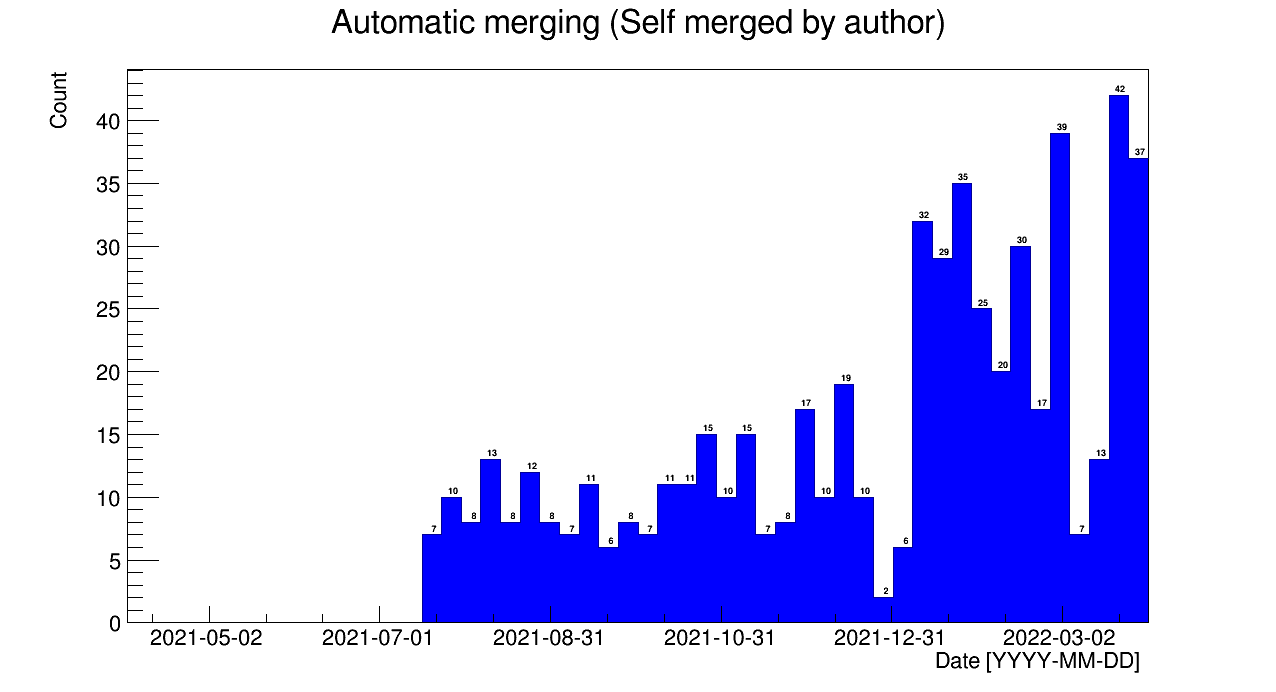 Automatic merging (Self merged by author)
Count
40
35
30
25
20
15
10
5
0
7 10 8 13 8 12 8 7 11 6 8 7 11 11 15 10 15 7 8 17 10 19 10 2 6 32 29 35 25 20 30 17 39 7 13 42 37
2021-05-02 2021-07-01 2021-08-31 2021-10-31 2021-12-31 2022-03-02
Date [YYYY-MM-DD]